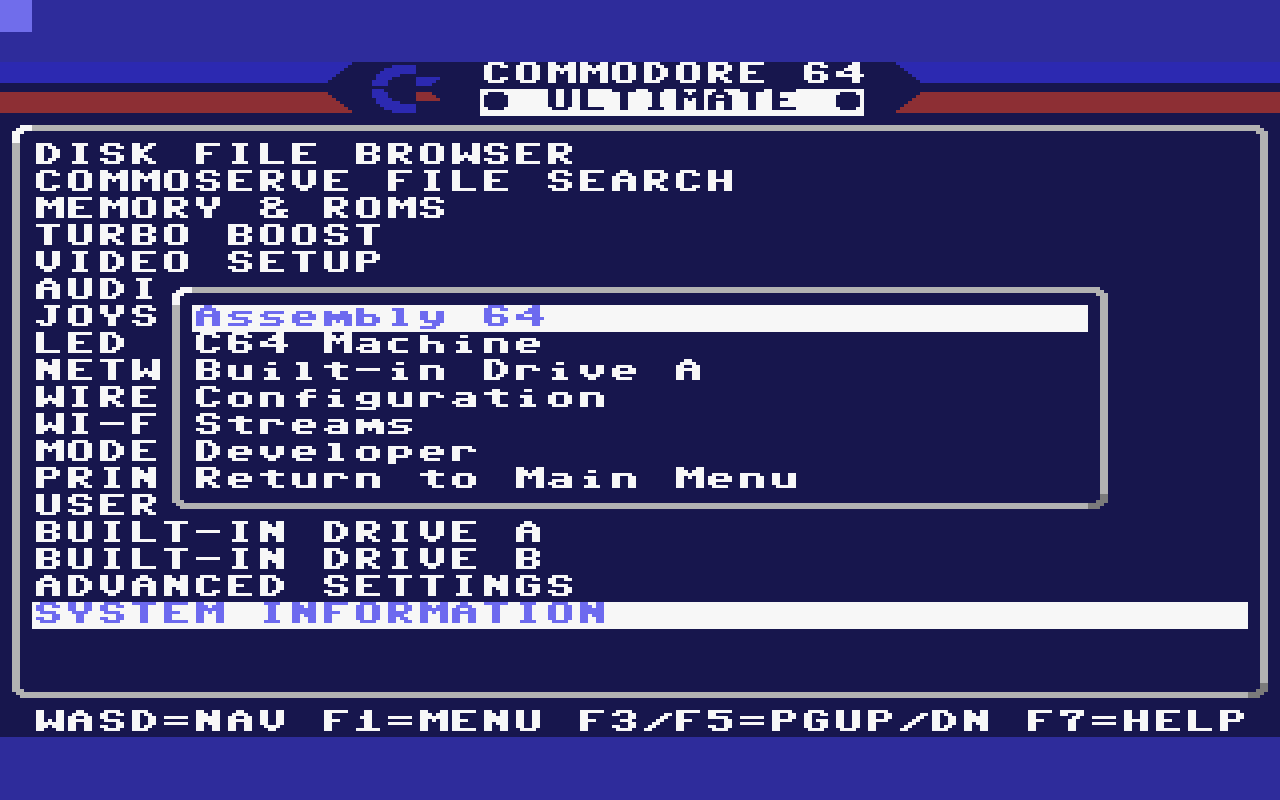 COMMODORE 64
ULTIMATE
DISK FILE BROWSER
COMMOSERVE FILE SEARCH
MEMORY & ROMS
TURBO BOOST
VIDEO SETUP
AUDI
JOYS
LED
NETW
WIRE
WI-F
MODE
PRIN
USER
Assembly 64
C64 Machine
Built-in Drive A
Configuration
Streams
Developer
Return to Main Menu
BUILT-IN DRIVE A
BUILT-IN DRIVE B
ADVANCED SETTINGS
SYSTEM INFORMATION
WASD=NAV F1=MENU F3/F5=PGUP/DN F7=HELP